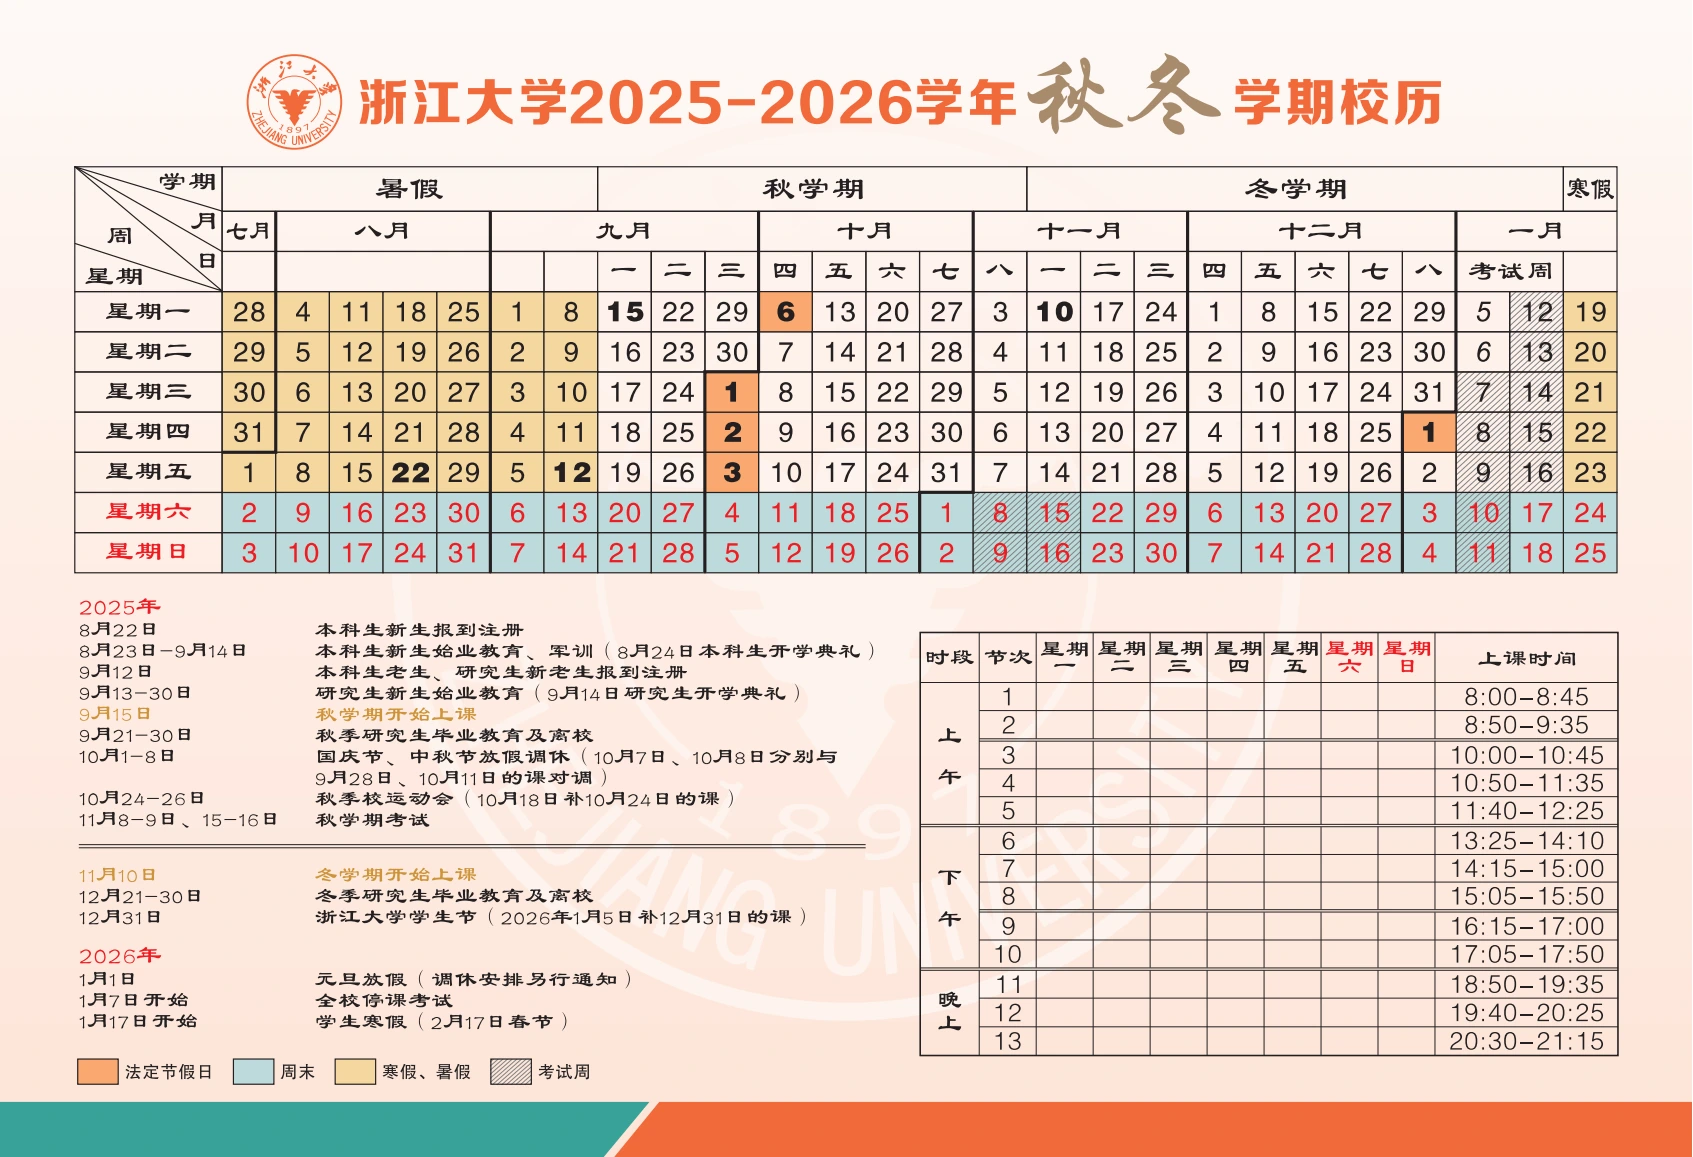 浙江大学
1897
ZHEJIANG UNIVERSITY
浙江大学2025-2026学年秋冬学期校历
学期 暑假 秋学期 冬学期 寒假
月 七月 八月 九月 十月 十一月 十二月 一月
周 日 一 二 三 四 五 六 七 八 一 二 三 四 五 六 七 八 考试周
星期
星期一 28 4 11 18 25 1 8 15 22 29 6 13 20 27 3 10 17 24 1 8 15 22 29 5 12 19
星期二 29 5 12 19 26 2 9 16 23 30 7 14 21 28 4 11 18 25 2 9 16 23 30 6 13 20
星期三 30 6 13 20 27 3 10 17 24 1 8 15 22 29 5 12 19 26 3 10 17 24 31 7 14 21
星期四 31 7 14 21 28 4 11 18 25 2 9 16 23 30 6 13 20 27 4 11 18 25 1 8 15 22
星期五 1 8 15 22 29 5 12 19 26 3 10 17 24 31 7 14 21 28 5 12 19 26 2 9 16 23
星期六 2 9 16 23 30 6 13 20 27 4 11 18 25 1 8 15 22 29 6 13 20 27 3 10 17 24
星期日 3 10 17 24 31 7 14 21 28 5 12 19 26 2 9 16 23 30 7 14 21 28 4 11 18 25
2025年
8月22日 本科生新生报到注册
8月23日-9月14日 本科生新生始业教育、军训（8月24日本科生开学典礼）
9月12日 本科生老生、研究生新老生报到注册
9月13-30日 研究生新生始业教育（9月14日研究生开学典礼）
9月15日 秋学期开始上课
9月21-30日 秋季研究生毕业教育及离校
10月1-8日 国庆节、中秋节放假调休（10月7日、10月8日分别与
9月28日、10月11日的课对调）
10月24-26日 秋季校运动会（10月18日补10月24日的课）
11月8-9日、15-16日 秋学期考试
11月10日 冬学期开始上课
12月21-30日 冬季研究生毕业教育及离校
12月31日 浙江大学学生节（2026年1月5日补12月31日的课）
2026年
1月1日 元旦放假（调休安排另行通知）
1月7日开始 全校停课考试
1月17日开始 学生寒假（2月17日春节）
法定节假日 周末 寒假、暑假 考试周
时段 节次 星期一 星期二 星期三 星期四 星期五 星期六 星期日 上课时间
上午 1 8:00-8:45
2 8:50-9:35
3 10:00-10:45
4 10:50-11:35
5 11:40-12:25
下午 6 13:25-14:10
7 14:15-15:00
8 15:05-15:50
9 16:15-17:00
10 17:05-17:50
晚上 11 18:50-19:35
12 19:40-20:25
13 20:30-21:15
1897
ZHEJIANG UNIVERSITY